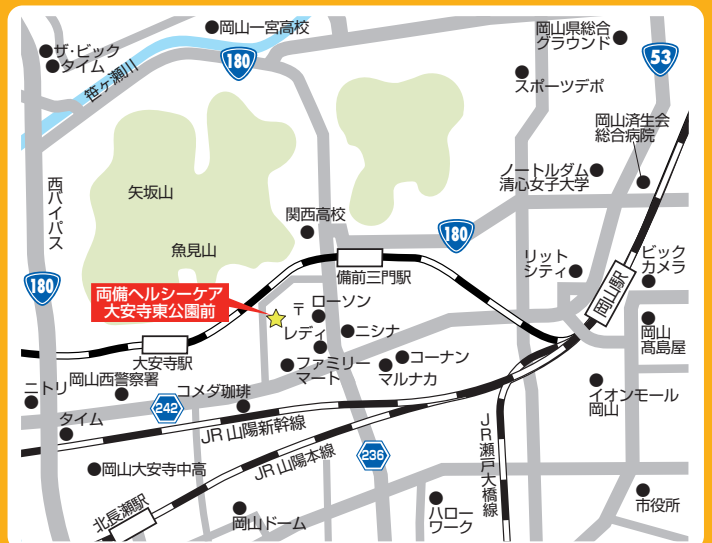 岡山一宮高校
ザ・ビック
タイム
笹ヶ瀬川
180
岡山県総合
グラウンド
53
スポーツデポ
岡山済生会
総合病院
ノートルダム
清心女子大学
西バイパス
矢坂山
関西高校
180
魚見山
備前三門駅
リット
シティ
ビック
カメラ
岡山駅
180
両備ヘルシーケア
大安寺東公園前
〒
ローソン
レディ
ニシナ
岡山
髙島屋
大安寺駅
ファミリー
マート
コーナン
マルナカ
ニトリ
岡山西警察署
242
コメダ珈琲
イオンモール
岡山
タイム
JR山陽新幹線
JR瀬戸大橋線
岡山大安寺中高
JR山陽本線
236
北長瀬駅
岡山ドーム
ハロー
ワーク
市役所